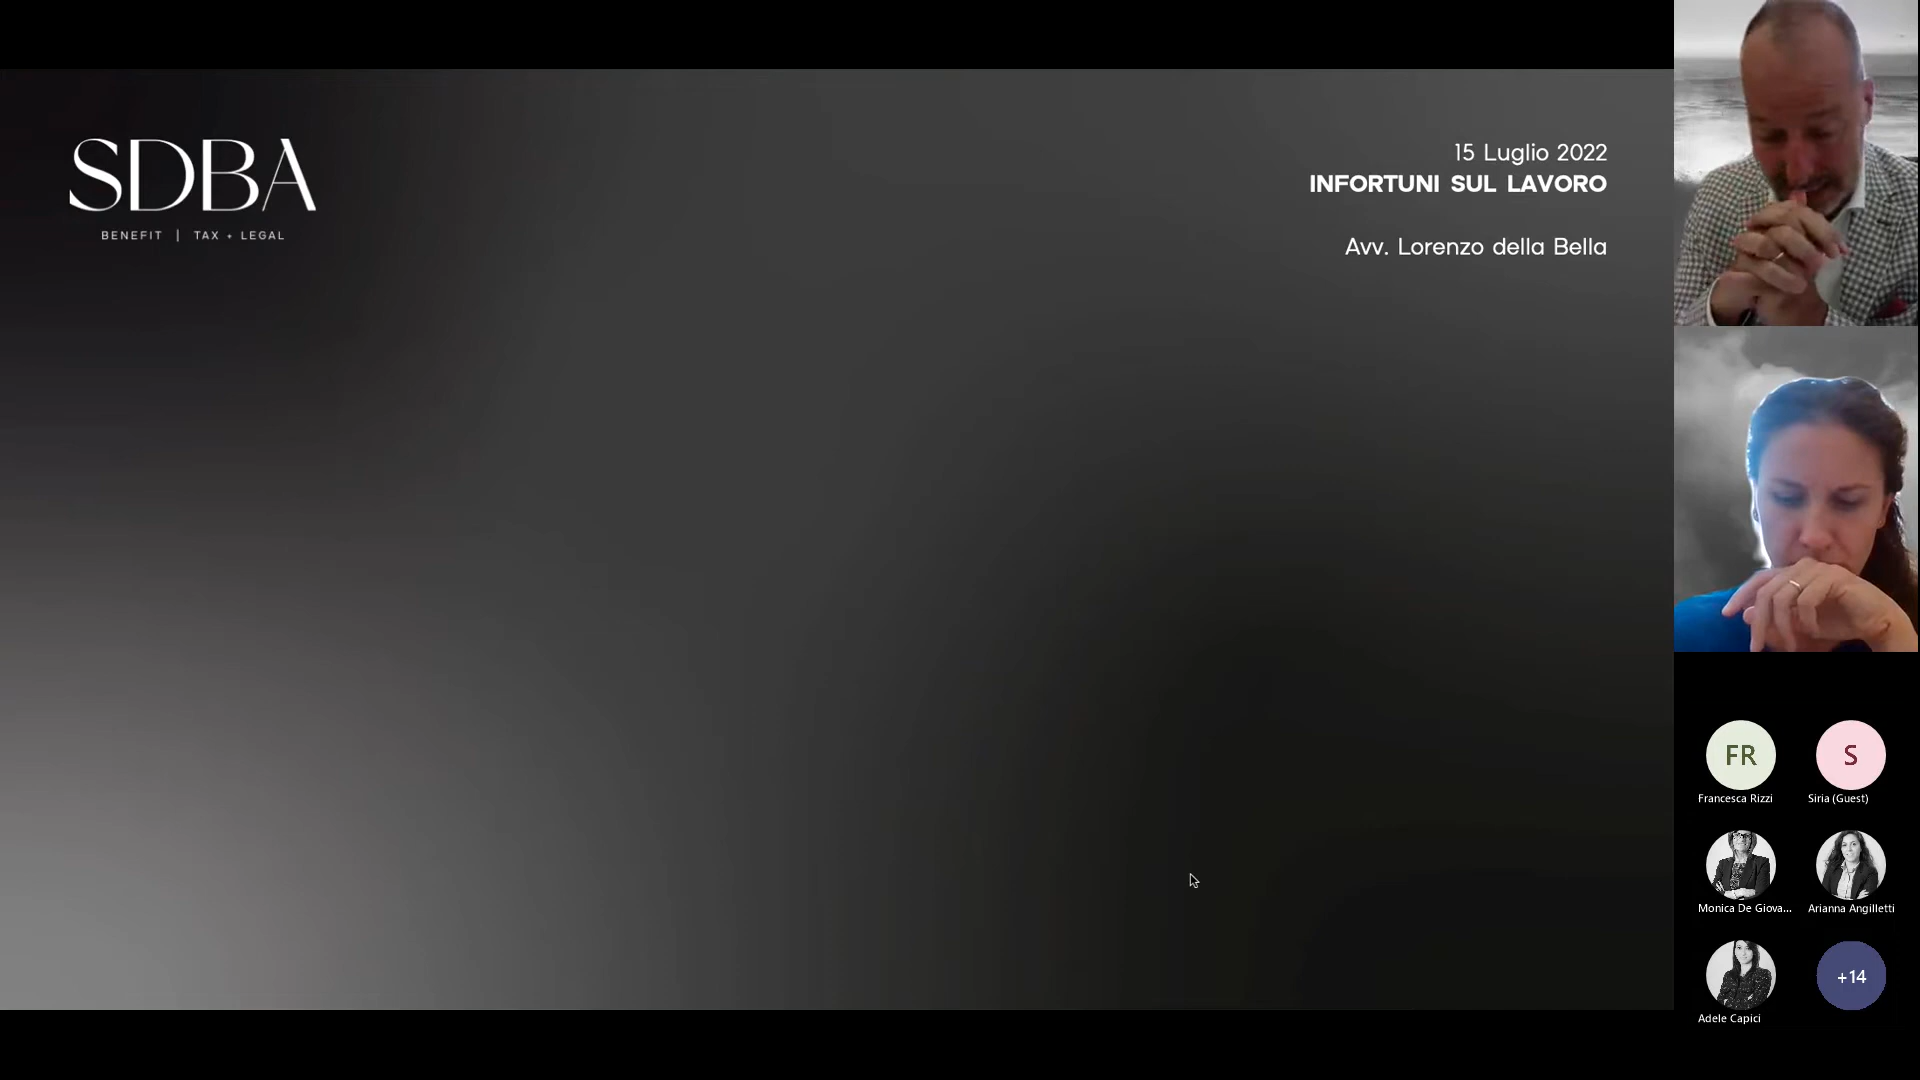 SDBA
BENEFIT | TAX + LEGAL
15 Luglio 2022
INFORTUNI SUL LAVORO
Avv. Lorenzo della Bella
FR
Francesca Rizzi
S
Siria (Guest)
Monica De Giova...
Arianna Angilletti
Adele Capici
+14